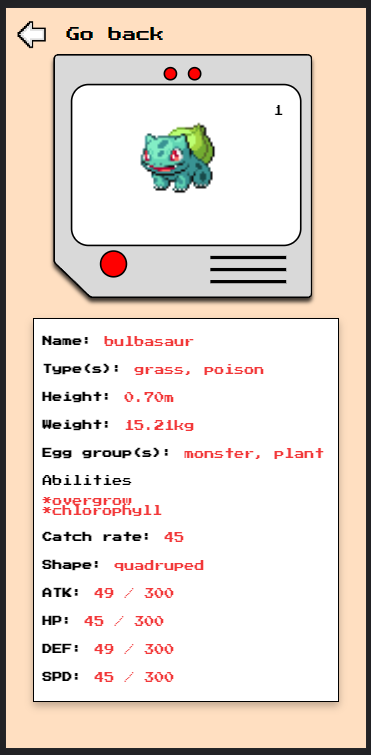 Go back
1
Name: bulbasaur
Type(s): grass, poison
Height: 0.70m
Weight: 15.21kg
Egg group(s): monster, plant
Abilities
*overgrow
*chlorophyll
Catch rate: 45
Shape: quadruped
ATK: 49 / 300
HP: 45 / 300
DEF: 49 / 300
SPD: 45 / 300